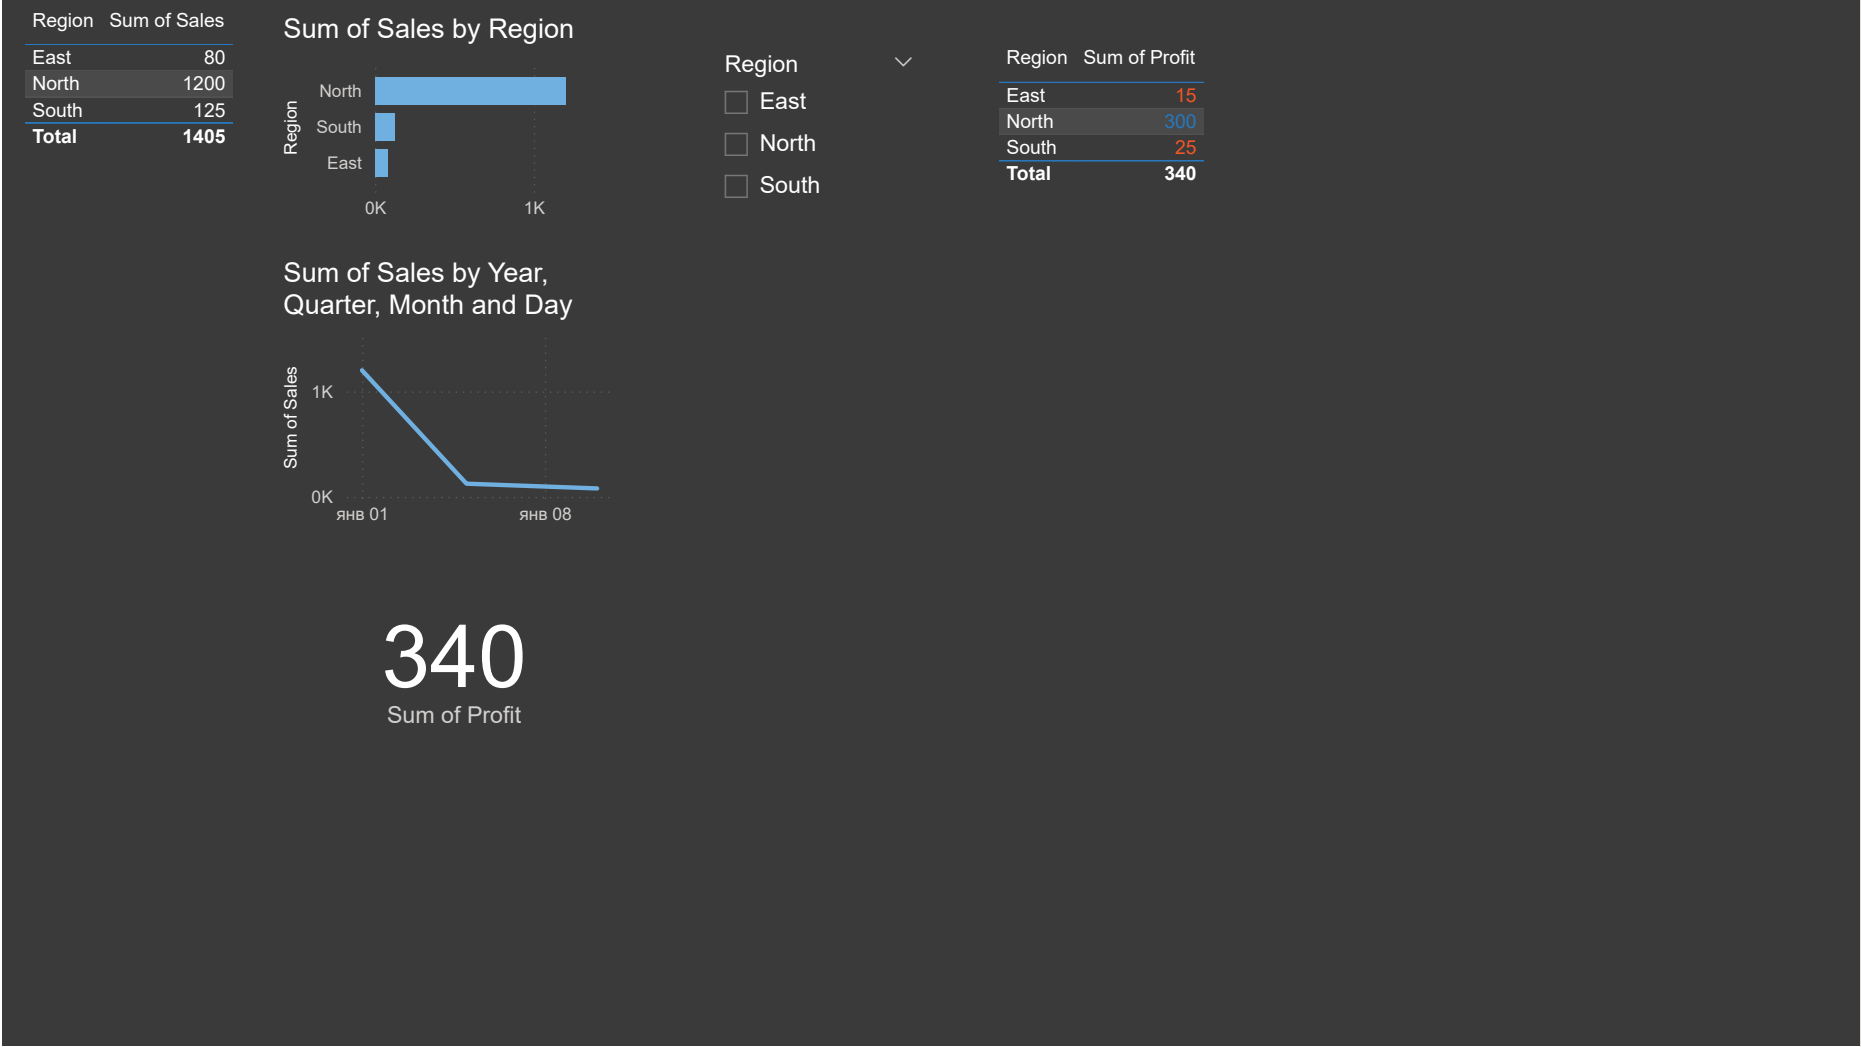 Region Sum of Sales
East 80
North 1200
South 125
Total 1405
Sum of Sales by Region
Region
North
South
East
0K 1K
Sum of Sales by Year,
Quarter, Month and Day
Sum of Sales
1K
0K
янв 01 янв 08
340
Sum of Profit
Region
East
North
South
Region Sum of Profit
East 15
North 300
South 25
Total 340